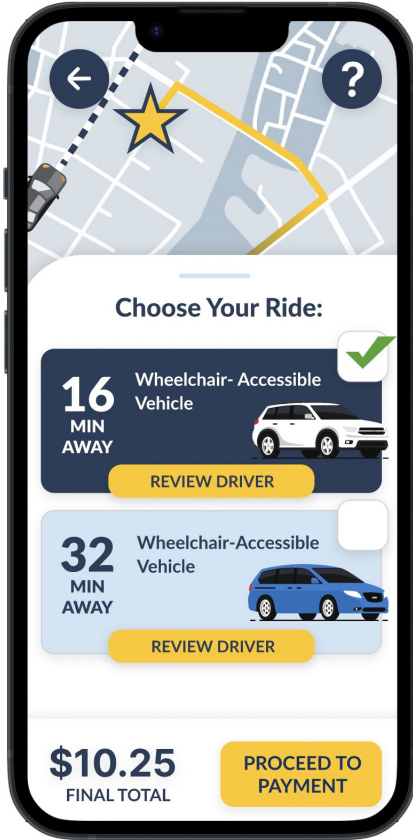 ?
Choose Your Ride:
16
MIN
AWAY
Wheelchair- Accessible
Vehicle
REVIEW DRIVER
32
MIN
AWAY
Wheelchair-Accessible
Vehicle
REVIEW DRIVER
$10.25
FINAL TOTAL
PROCEED TO
PAYMENT